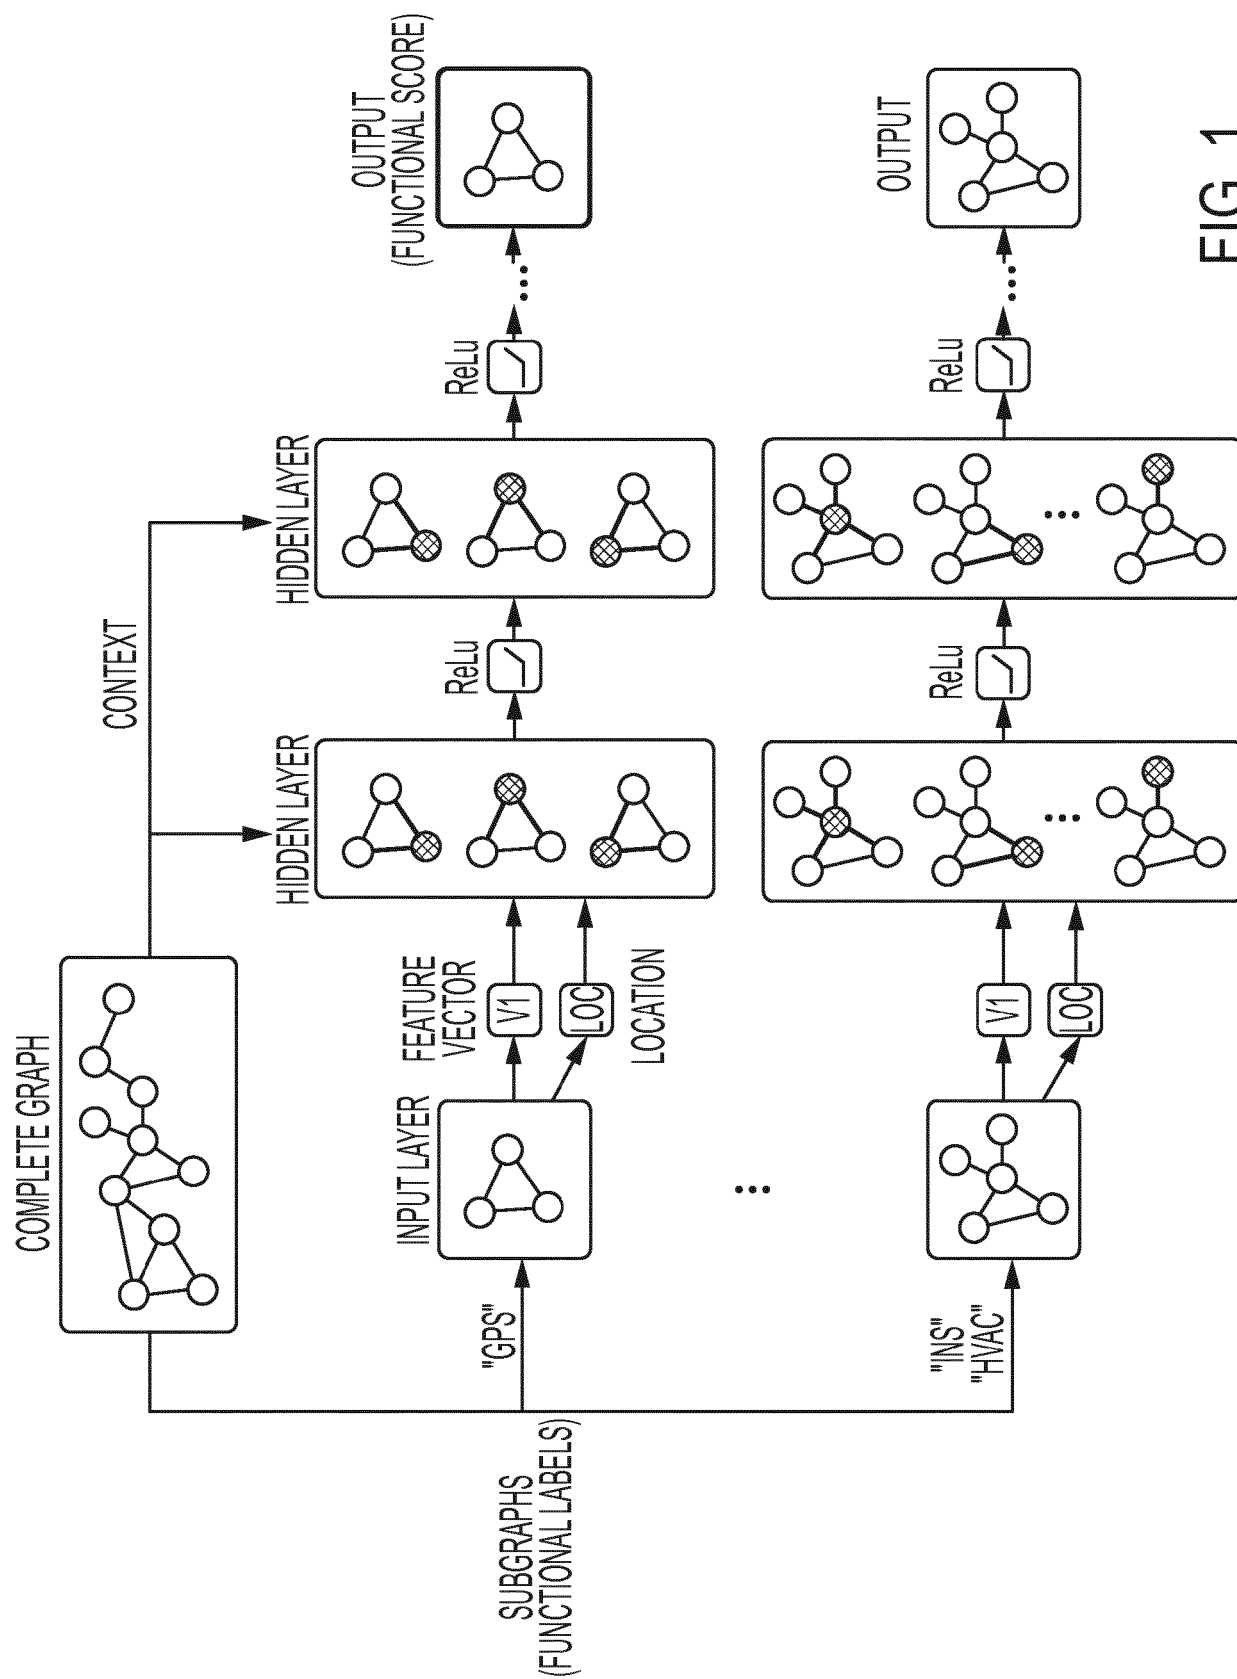 COMPLETE GRAPH
CONTEXT
SUBGRAPHS
(FUNCTIONAL LABELS)
"GPS"
INPUT LAYER
FEATURE
VECTOR
V1
LOC
LOCATION
HIDDEN LAYER
ReLu
HIDDEN LAYER
ReLu
OUTPUT
(FUNCTIONAL SCORE)
"INS"
"HVAC"
V1
LOC
ReLu
ReLu
OUTPUT
FIG. 1